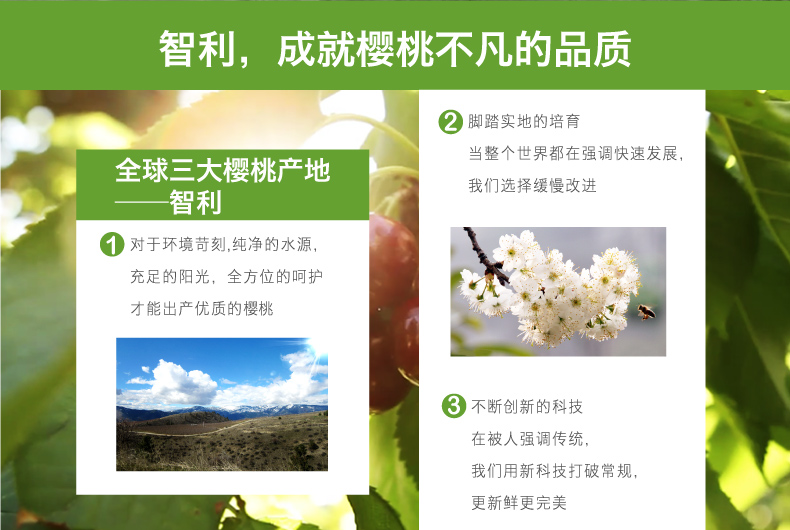 智利，成就樱桃不凡的品质
全球三大樱桃产地
——智利
1 对于环境苛刻,纯净的水源，
充足的阳光，全方位的呵护
才能出产优质的樱桃
2 脚踏实地的培育
当整个世界都在强调快速发展，
我们选择缓慢改进
3 不断创新的科技
在被人强调传统，
我们用新科技打破常规，
更新鲜更完美